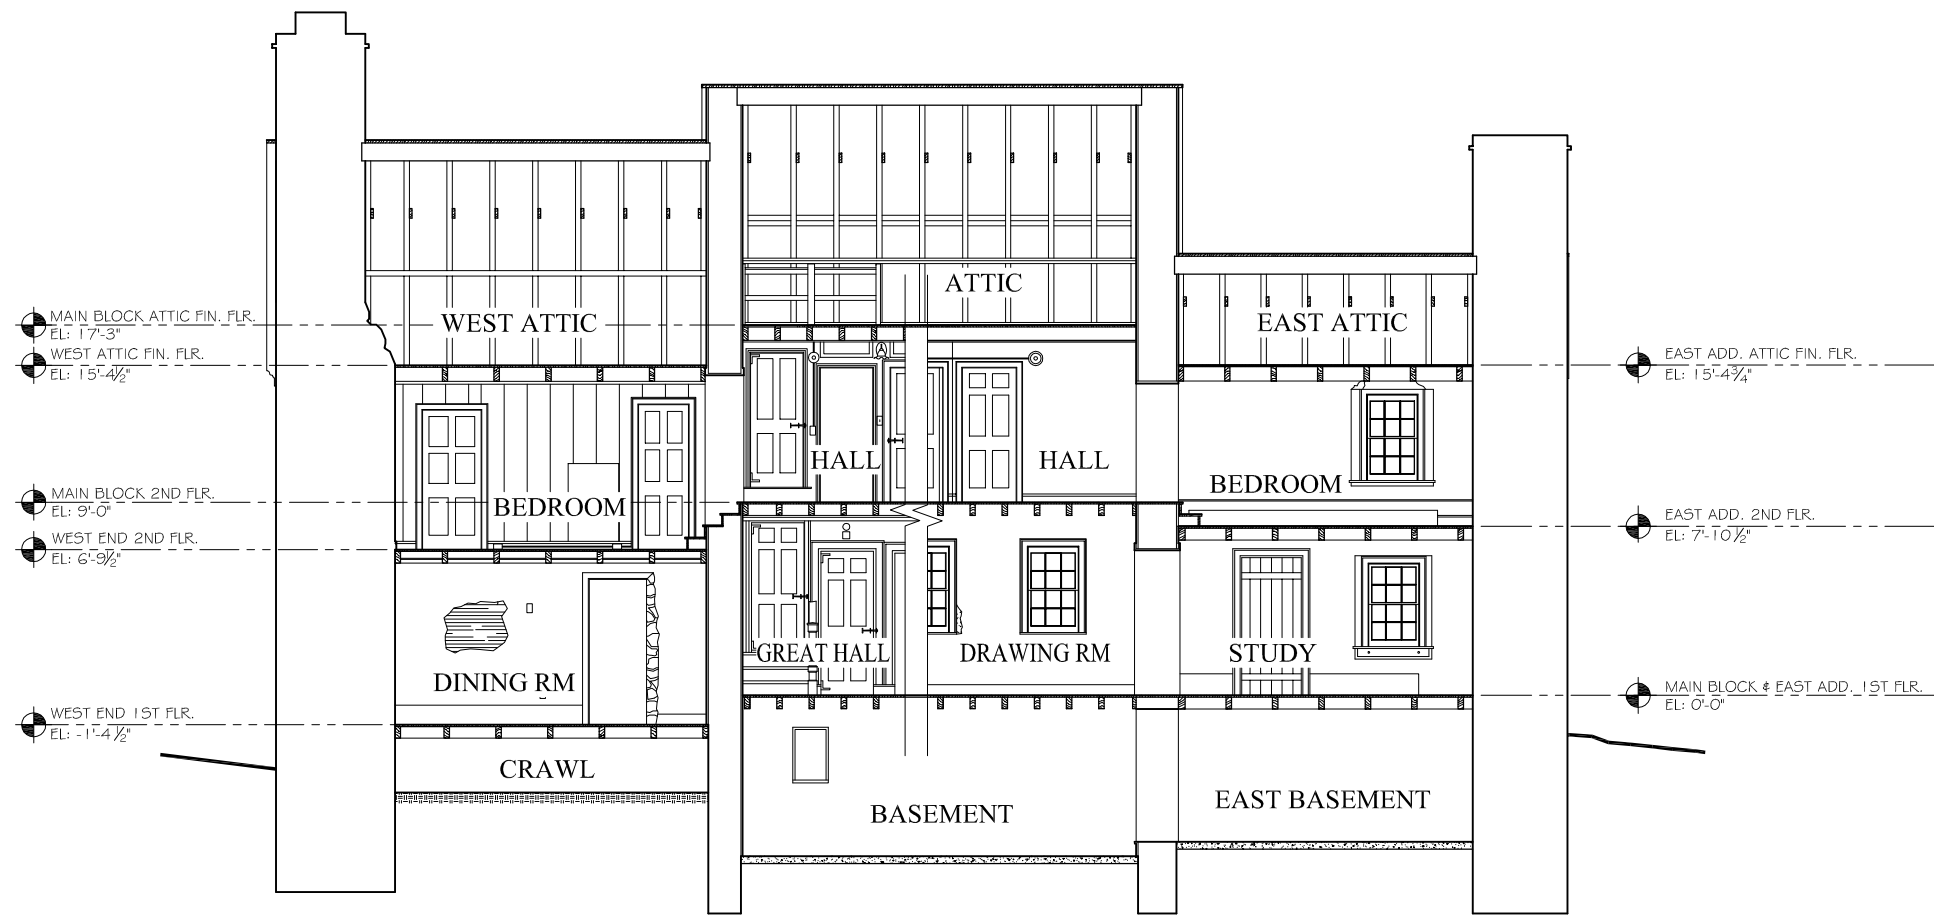 ATTIC
WEST ATTIC
EAST ATTIC
MAIN BLOCK ATTIC FIN. FLR.
EL: 17'-3"
WEST ATTIC FIN. FLR.
EL: 15'-4½"
EAST ADD. ATTIC FIN. FLR.
EL: 15'-4¾"
HALL
HALL
BEDROOM
BEDROOM
MAIN BLOCK 2ND FLR.
EL: 9'-0"
WEST END 2ND FLR.
EL: 6'-9½"
EAST ADD. 2ND FLR.
EL: 7'-10½"
GREAT HALL
DRAWING RM
STUDY
DINING RM
MAIN BLOCK & EAST ADD. 1ST FLR.
EL: 0'-0"
WEST END 1ST FLR.
EL: -1'-4½"
CRAWL
BASEMENT
EAST BASEMENT